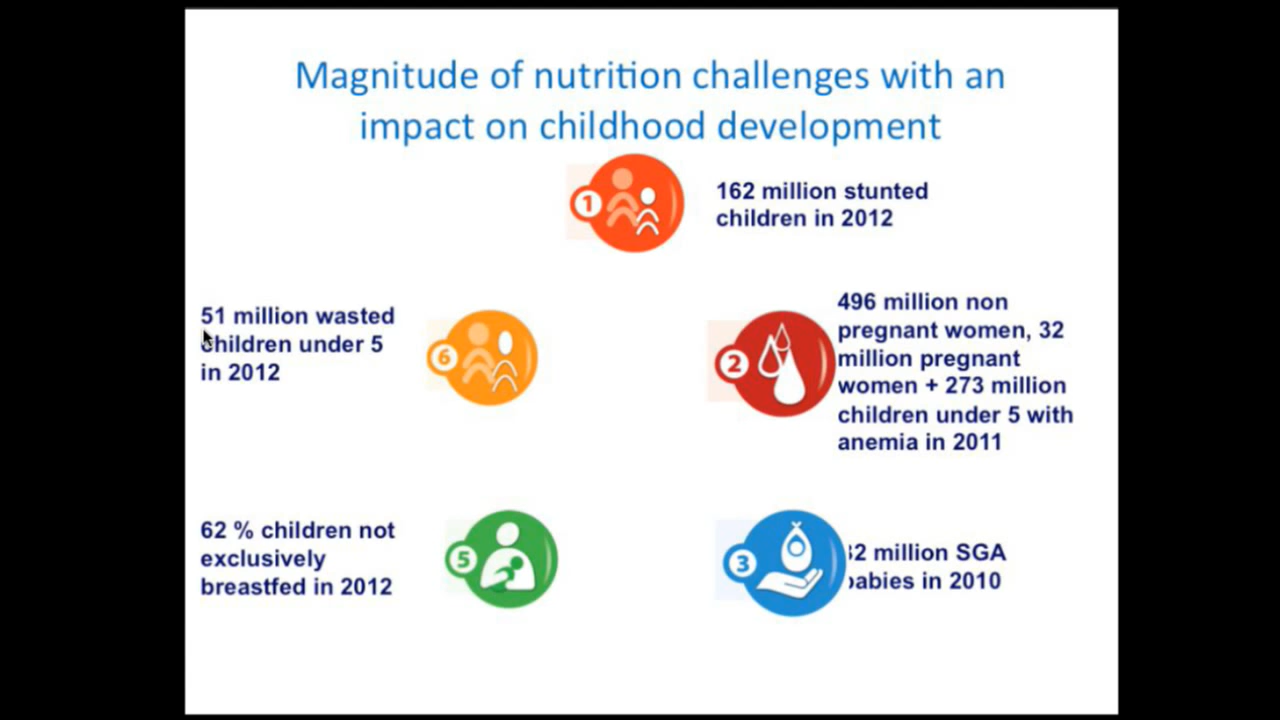 Magnitude of nutrition challenges with an
impact on childhood development
1
162 million stunted
children in 2012
2
496 million non
pregnant women, 32
million pregnant
women + 273 million
children under 5 with
anemia in 2011
3
32 million SGA
babies in 2010
5
62 % children not
exclusively
breastfed in 2012
6
51 million wasted
children under 5
in 2012